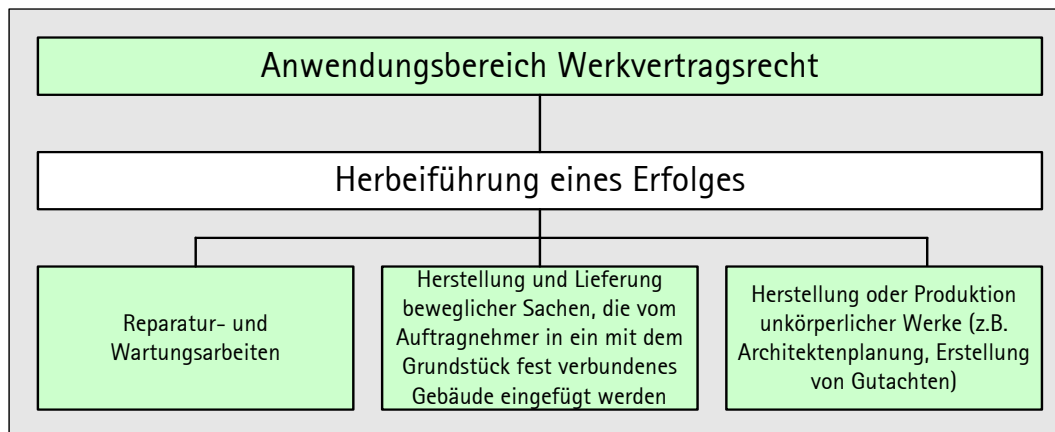 Anwendungsbereich Werkvertragsrecht
Herbeiführung eines Erfolges
Reparatur- und
Wartungsarbeiten
Herstellung und Lieferung
beweglicher Sachen, die vom
Auftragnehmer in ein mit dem
Grundstück fest verbundenes
Gebäude eingefügt werden
Herstellung oder Produktion
unkörperlicher Werke (z.B.
Architektenplanung, Erstellung
von Gutachten)